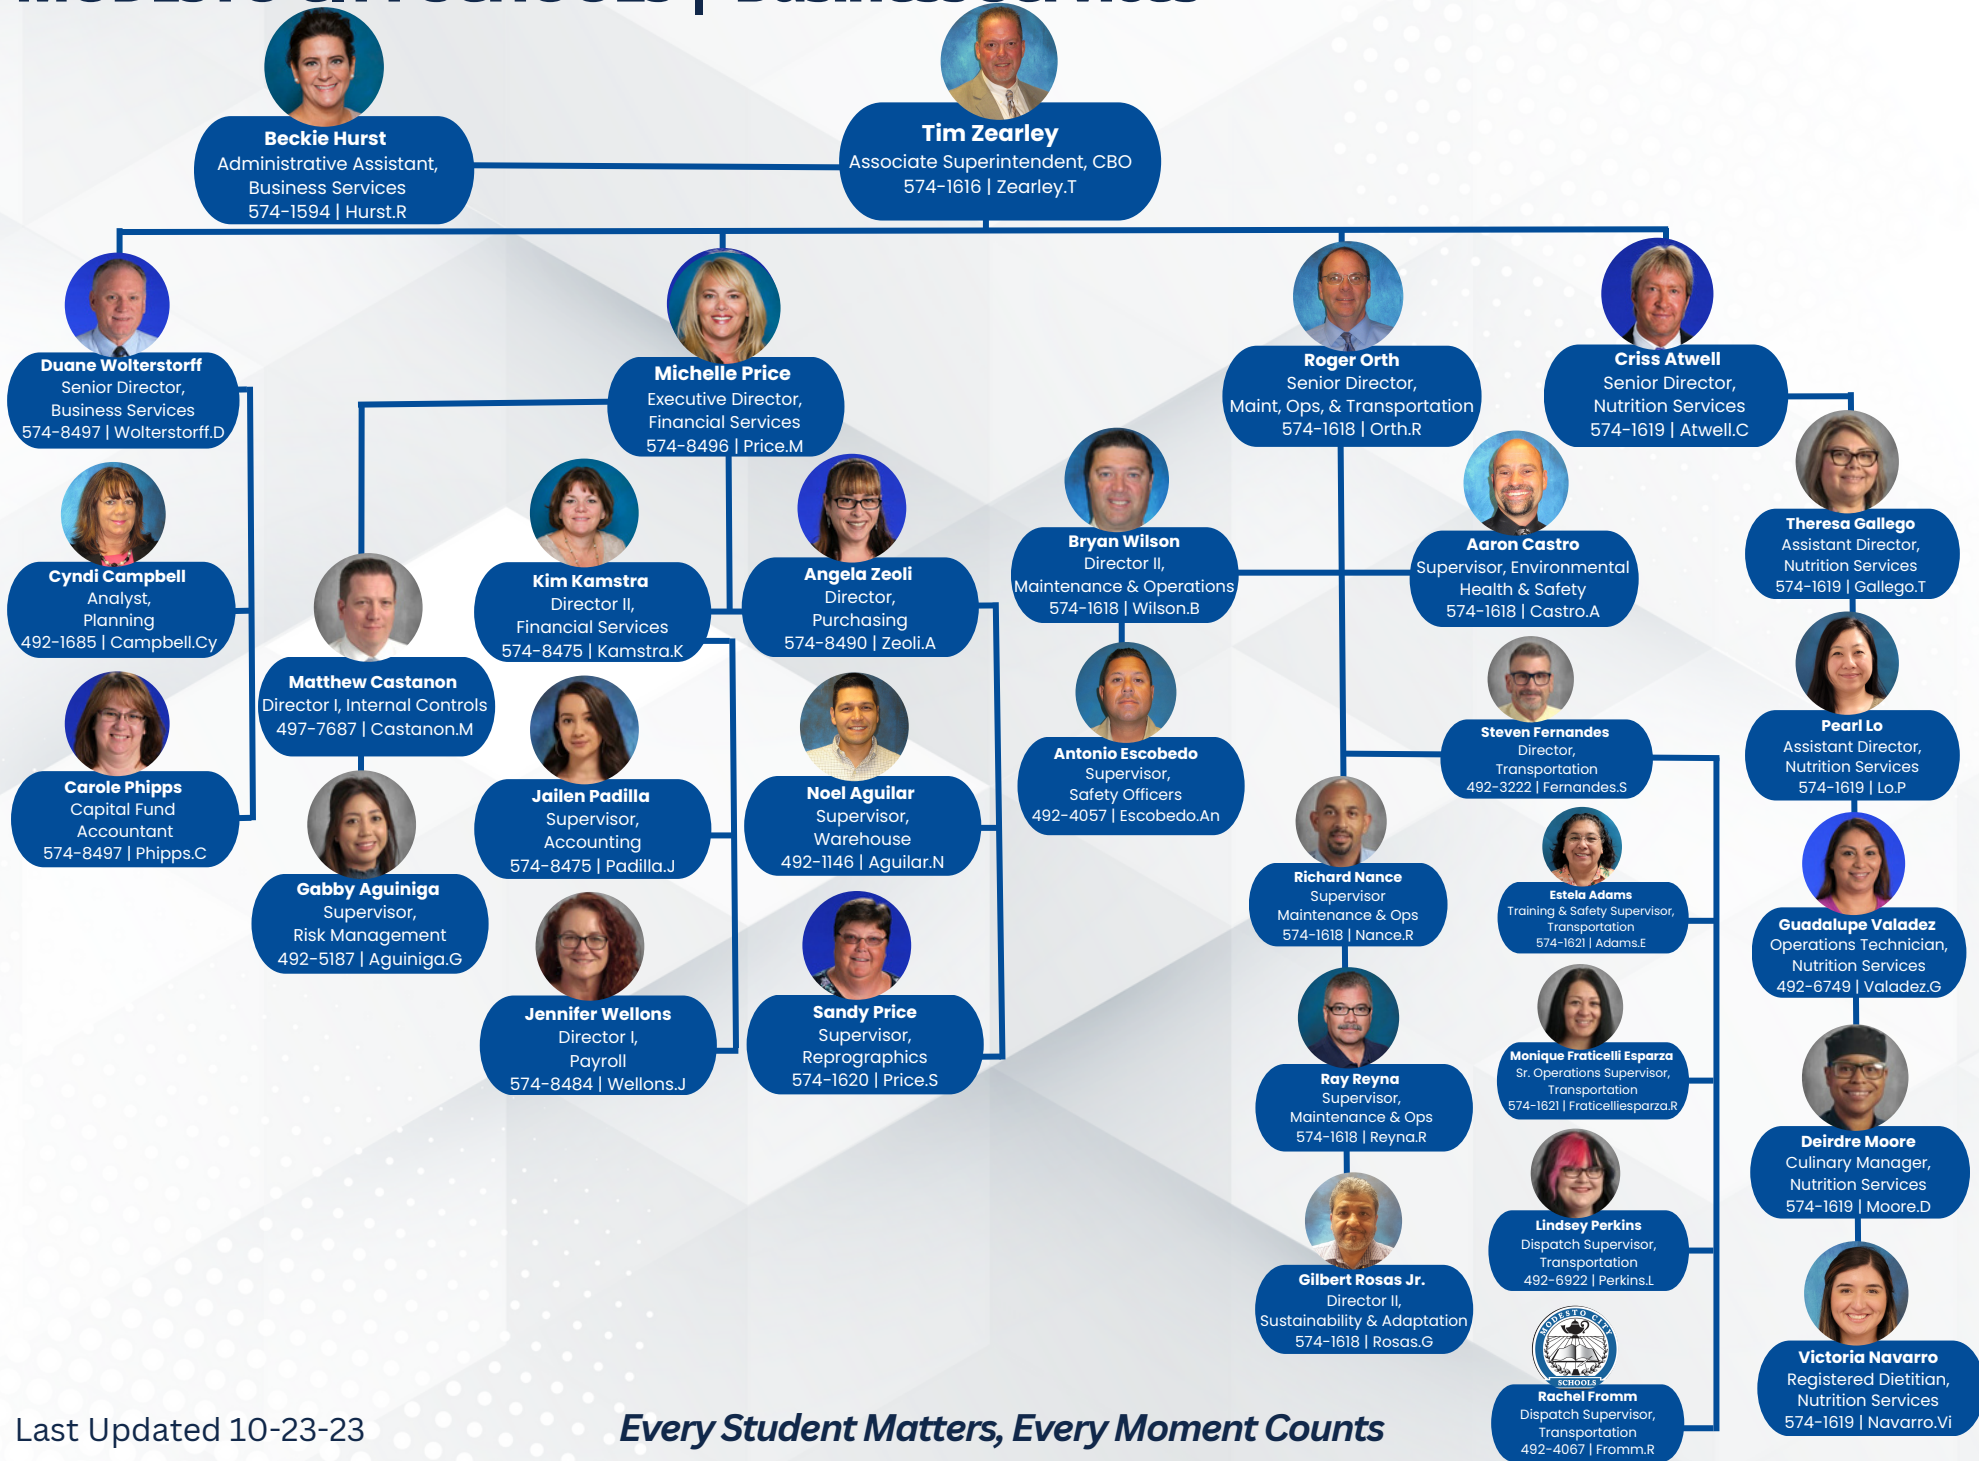 MODESTO CITY SCHOOLS | Business Services
Beckie Hurst
Administrative Assistant,
Business Services
574-1594 | Hurst.R
Tim Zearley
Associate Superintendent, CBO
574-1616 | Zearley.T
Duane Wolterstorff
Senior Director,
Business Services
574-8497 | Wolterstorff.D
Cyndi Campbell
Analyst,
Planning
492-1685 | Campbell.Cy
Carole Phipps
Capital Fund
Accountant
574-8497 | Phipps.C
Michelle Price
Executive Director,
Financial Services
574-8496 | Price.M
Matthew Castanon
Director I, Internal Controls
497-7687 | Castanon.M
Gabby Aguiniga
Supervisor,
Risk Management
492-5187 | Aguiniga.G
Kim Kamstra
Director II,
Financial Services
574-8475 | Kamstra.K
Jailen Padilla
Supervisor,
Accounting
574-8475 | Padilla.J
Jennifer Wellons
Director I,
Payroll
574-8484 | Wellons.J
Angela Zeoli
Director,
Purchasing
574-8490 | Zeoli.A
Noel Aguilar
Supervisor,
Warehouse
492-1146 | Aguilar.N
Sandy Price
Supervisor,
Reprographics
574-1620 | Price.S
Roger Orth
Senior Director,
Maint, Ops, & Transportation
574-1618 | Orth.R
Bryan Wilson
Director II,
Maintenance & Operations
574-1618 | Wilson.B
Antonio Escobedo
Supervisor,
Safety Officers
492-4057 | Escobedo.An
Aaron Castro
Supervisor, Environmental
Health & Safety
574-1618 | Castro.A
Steven Fernandes
Director,
Transportation
492-3222 | Fernandes.S
Richard Nance
Supervisor
Maintenance & Ops
574-1618 | Nance.R
Ray Reyna
Supervisor,
Maintenance & Ops
574-1618 | Reyna.R
Gilbert Rosas Jr.
Director II,
Sustainability & Adaptation
574-1618 | Rosas.G
Estela Adams
Training & Safety Supervisor,
Transportation
574-1621 | Adams.E
Monique Fraticelli Esparza
Sr. Operations Supervisor,
Transportation
574-1621 | Fraticelliesparza.R
Lindsey Perkins
Dispatch Supervisor,
Transportation
492-6922 | Perkins.L
MODESTO CITY
SCHOOLS
Rachel Fromm
Dispatch Supervisor,
Transportation
492-4067 | Fromm.R
Criss Atwell
Senior Director,
Nutrition Services
574-1619 | Atwell.C
Theresa Gallego
Assistant Director,
Nutrition Services
574-1619 | Gallego.T
Pearl Lo
Assistant Director,
Nutrition Services
574-1619 | Lo.P
Guadalupe Valadez
Operations Technician,
Nutrition Services
492-6749 | Valadez.G
Deirdre Moore
Culinary Manager,
Nutrition Services
574-1619 | Moore.D
Victoria Navarro
Registered Dietitian,
Nutrition Services
574-1619 | Navarro.Vi
Last Updated 10-23-23
Every Student Matters, Every Moment Counts